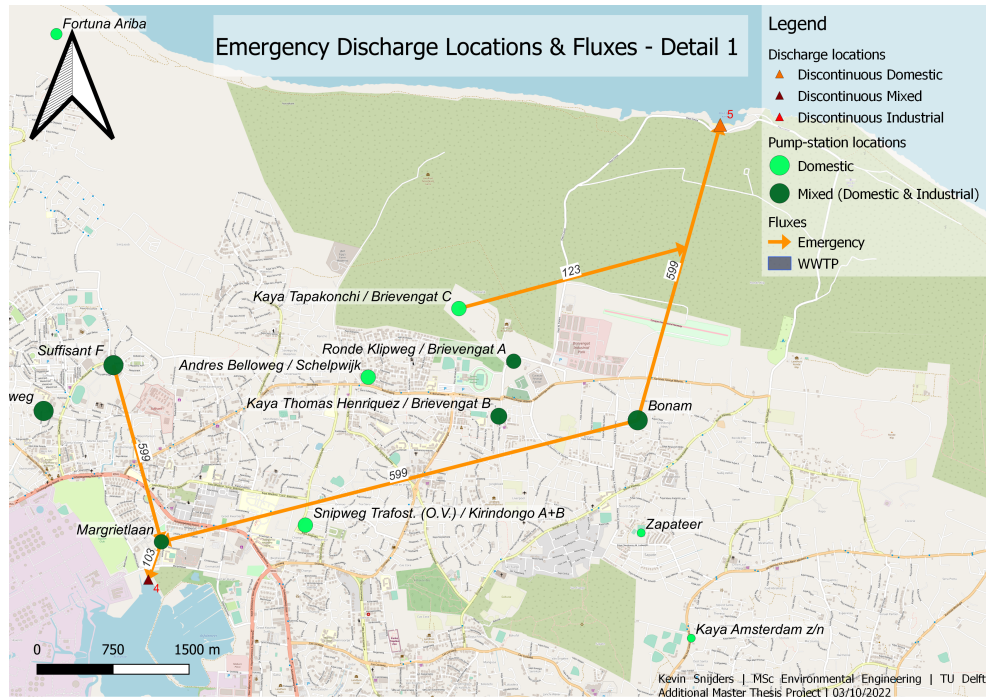 Fortuna Ariba
Emergency Discharge Locations & Fluxes - Detail 1
Legend
Discharge locations
Discontinuous Domestic
Discontinuous Mixed
Discontinuous Industrial
Pump-station locations
Domestic
Mixed (Domestic & Industrial)
Fluxes
Emergency
WWTP
5
123
599
Kaya Tapakonchi / Brievengat C
Suffisant F
Ronde Klipweg / Brievengat A
Andres Belloweg / Schelpwijk
weg
Kaya Thomas Henriquez / Brievengat B
Bonam
599
599
Snipweg Trafost. (O.V.) / Kirindongo A+B
Margrietlaan
Zapateer
103
4
Kaya Amsterdam z/n
0 750 1500 m
Kevin Snijders | MSc Environmental Engineering | TU Delft
Additional Master Thesis Project | 03/10/2022